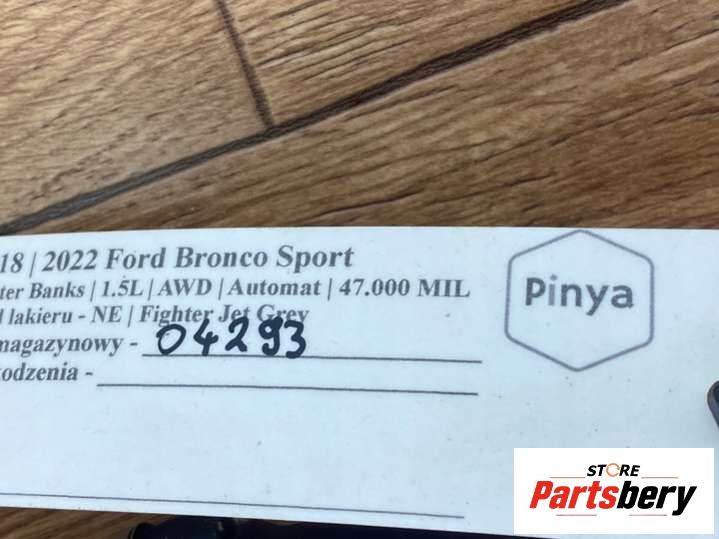 18 | 2022 Ford Bronco Sport
ter Banks | 1.5L | AWD | Automat | 47.000 MIL
lakieru - NE | Fighter Jet Grey
magazynowy - 04293
odzenia -
Pinya
STORE
Partsbery